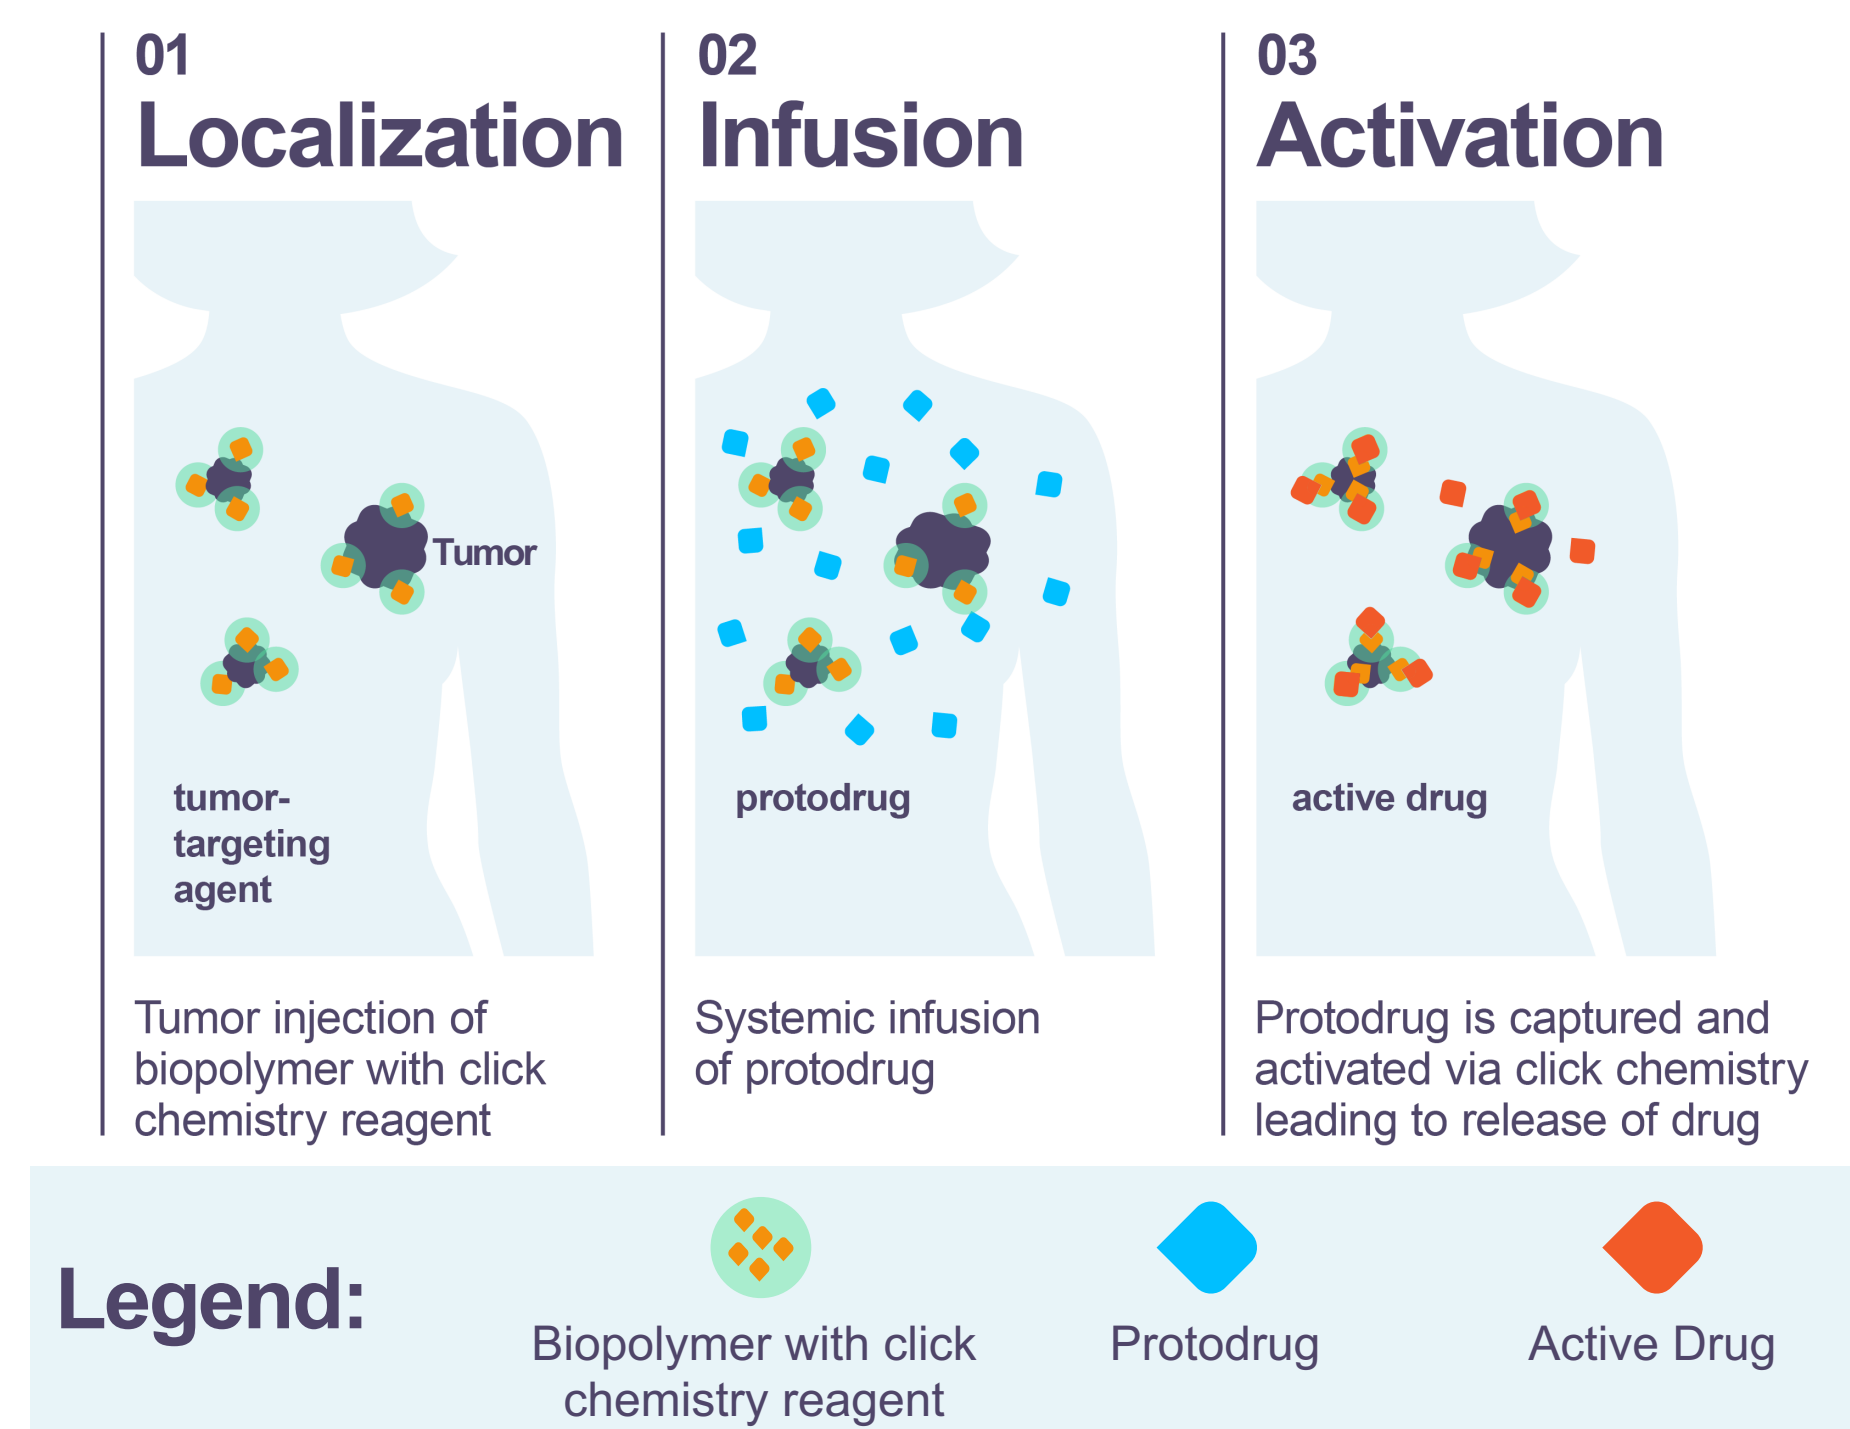 01
Localization
Tumor
tumor-
targeting
agent
Tumor injection of
biopolymer with click
chemistry reagent
02
Infusion
protodrug
Systemic infusion
of protodrug
03
Activation
active drug
Protodrug is captured and
activated via click chemistry
leading to release of drug
Legend:
Biopolymer with click
chemistry reagent
Protodrug
Active Drug